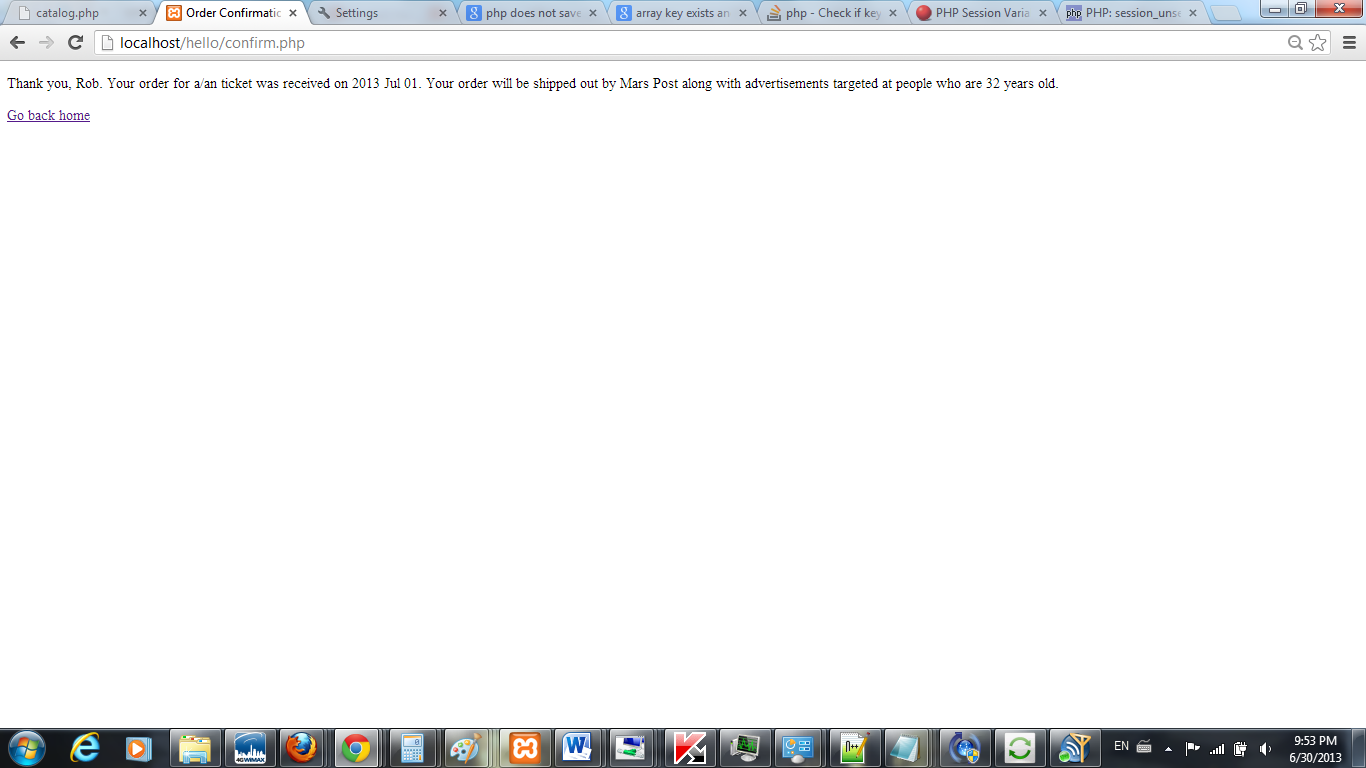 catalog.php
Order Confirmatic
Settings
php does not save
array key exists an
php - Check if key
PHP Session Varia
php
PHP: session_unse
localhost/hello/confirm.php
Thank you, Rob. Your order for a/an ticket was received on 2013 Jul 01. Your order will be shipped out by Mars Post along with advertisements targeted at people who are 32 years old.
Go back home
4G WIMAX
EN
9:53 PM
6/30/2013